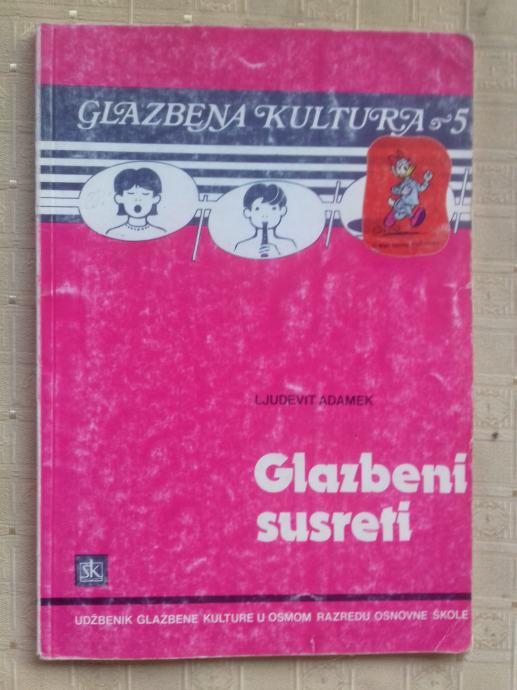 GLAZBENA KULTURA 5
LJUDEVIT ADAMEK
Glazbeni
susreti
ŠK
UDŽBENIK GLAZBENE KULTURE U OSMOM RAZREDU OSNOVNE ŠKOLE